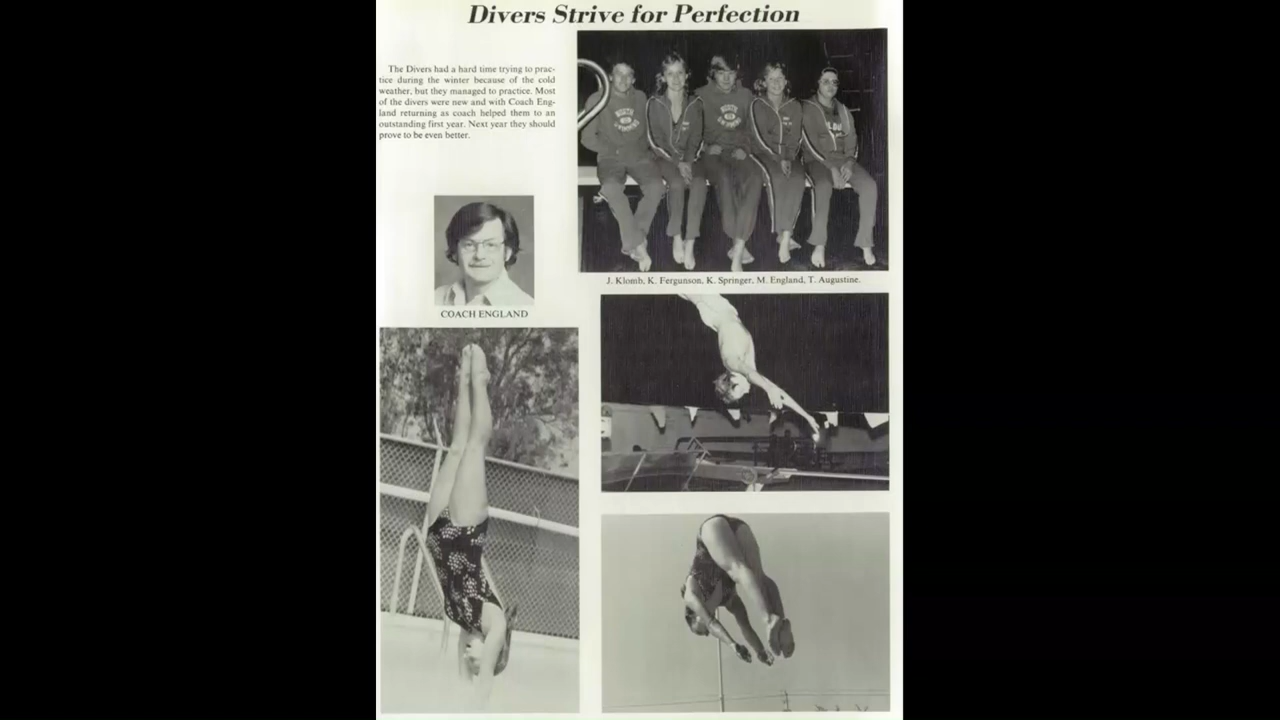 Divers Strive for Perfection
The Divers had a hard time trying to prac-
tice during the winter because of the cold
weather, but they managed to practice. Most
of the divers were new and with Coach Eng-
land returning as coach helped them to an
outstanding first year. Next year they should
prove to be even better.
J. Klomb, K. Fergunson, K. Springer, M. England, T. Augustine.
COACH ENGLAND